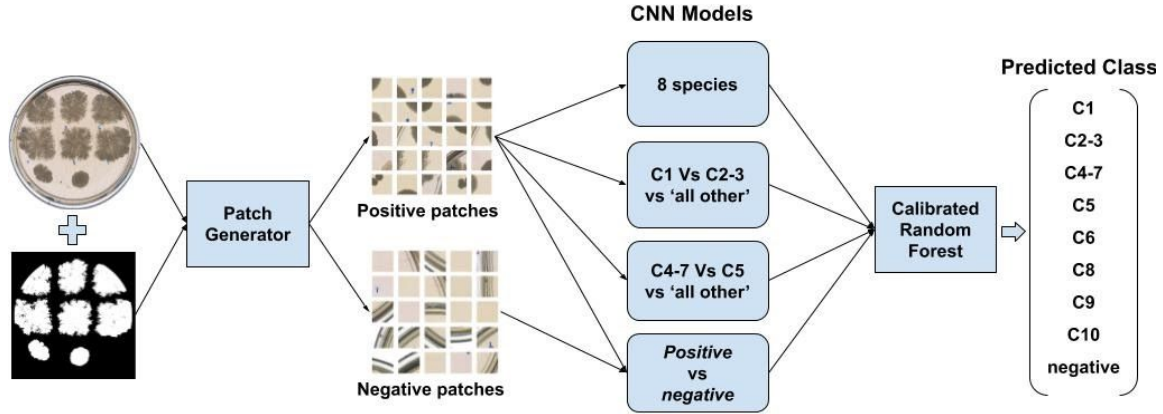 CNN Models
8 species
C1 Vs C2-3
vs ‘all other’
C4-7 Vs C5
vs ‘all other’
Positive
vs
negative
Patch
Generator
Positive patches
Negative patches
Calibrated
Random
Forest
Predicted Class
C1
C2-3
C4-7
C5
C6
C8
C9
C10
negative